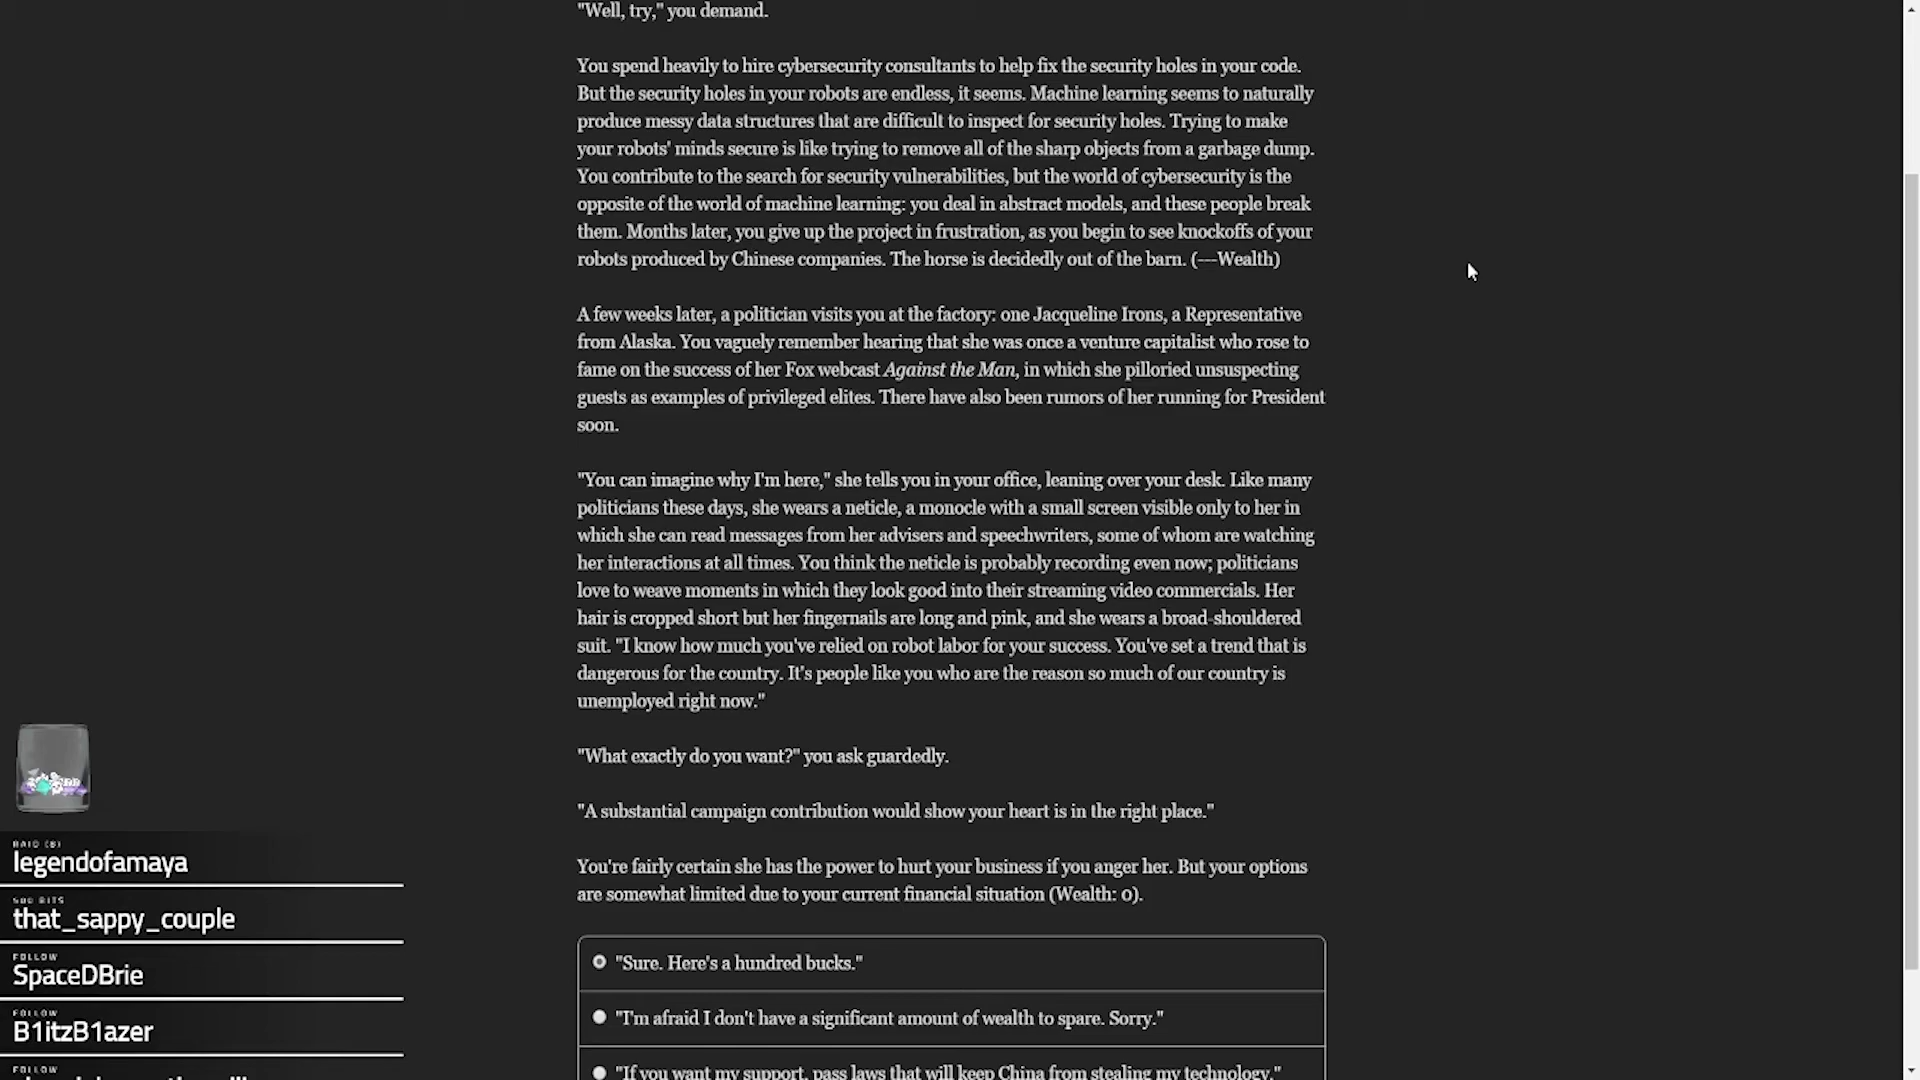 "Well, try," you demand.
You spend heavily to hire cybersecurity consultants to help fix the security holes in your code.
But the security holes in your robots are endless, it seems. Machine learning seems to naturally
produce messy data structures that are difficult to inspect for security holes. Trying to make
your robots' minds secure is like trying to remove all of the sharp objects from a garbage dump.
You contribute to the search for security vulnerabilities, but the world of cybersecurity is the
opposite of the world of machine learning: you deal in abstract models, and these people break
them. Months later, you give up the project in frustration, as you begin to see knockoffs of your
robots produced by Chinese companies. The horse is decidedly out of the barn. (---Wealth)
A few weeks later, a politician visits you at the factory: one Jacqueline Irons, a Representative
from Alaska. You vaguely remember hearing that she was once a venture capitalist who rose to
fame on the success of her Fox webcast Against the Man, in which she pilloried unsuspecting
guests as examples of privileged elites. There have also been rumors of her running for President
soon.
"You can imagine why I'm here," she tells you in your office, leaning over your desk. Like many
politicians these days, she wears a neticle, a monocle with a small screen visible only to her in
which she can read messages from her advisers and speechwriters, some of whom are watching
her interactions at all times. You think the neticle is probably recording even now; politicians
love to weave moments in which they look good into their streaming video commercials. Her
hair is cropped short but her fingernails are long and pink, and she wears a broad-shouldered
suit. "I know how much you've relied on robot labor for your success. You've set a trend that is
dangerous for the country. It's people like you who are the reason so much of our country is
unemployed right now."
"What exactly do you want?" you ask guardedly.
"A substantial campaign contribution would show your heart is in the right place."
You're fairly certain she has the power to hurt your business if you anger her. But your options
are somewhat limited due to your current financial situation (Wealth: 0).
"Sure. Here's a hundred bucks."
"I'm afraid I don't have a significant amount of wealth to spare. Sorry."
"If you want my support, pass laws that will keep China from stealing my technology."
RAID (8)
legendofamaya
500 BITS
that_sappy_couple
FOLLOW
SpaceDBrie
FOLLOW
B1itzB1azer
FOLLOW